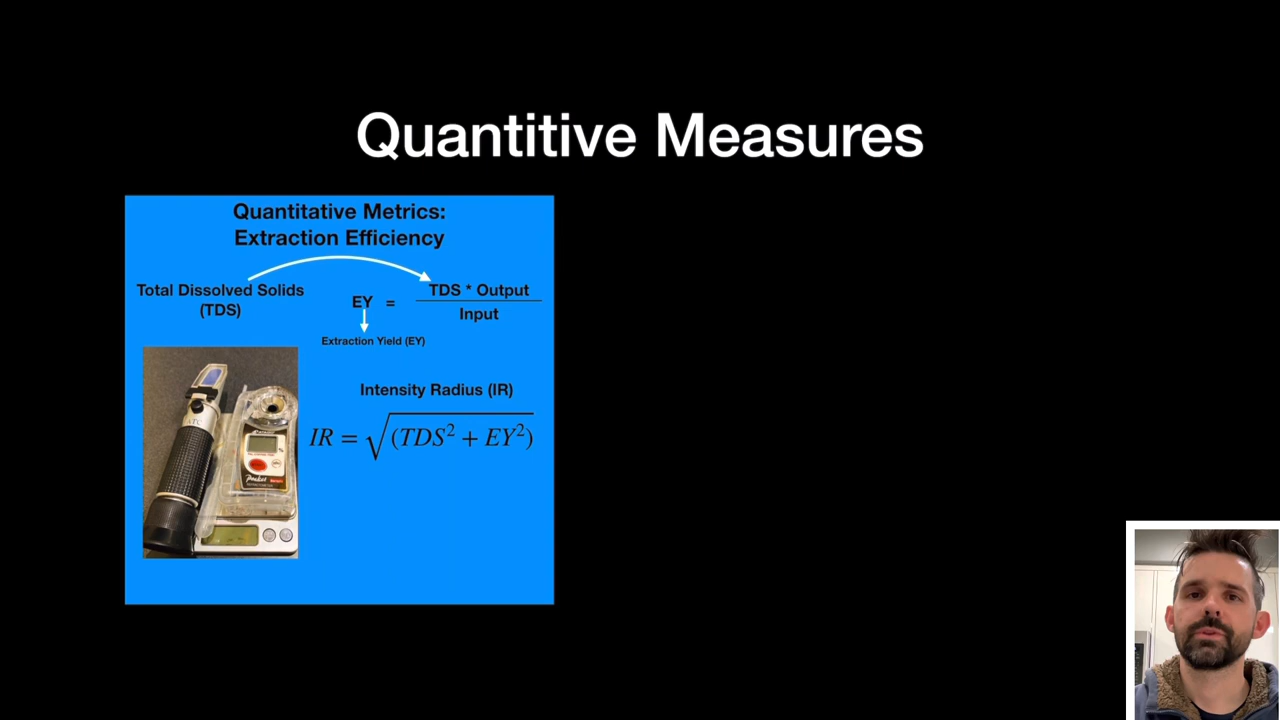 Quantitive Measures
Quantitative Metrics:
Extraction Efficiency
Total Dissolved Solids
(TDS)
EY = TDS * Output
Input
Extraction Yield (EY)
Intensity Radius (IR)
IR = √(TDS² + EY²)
ATC
Pocket